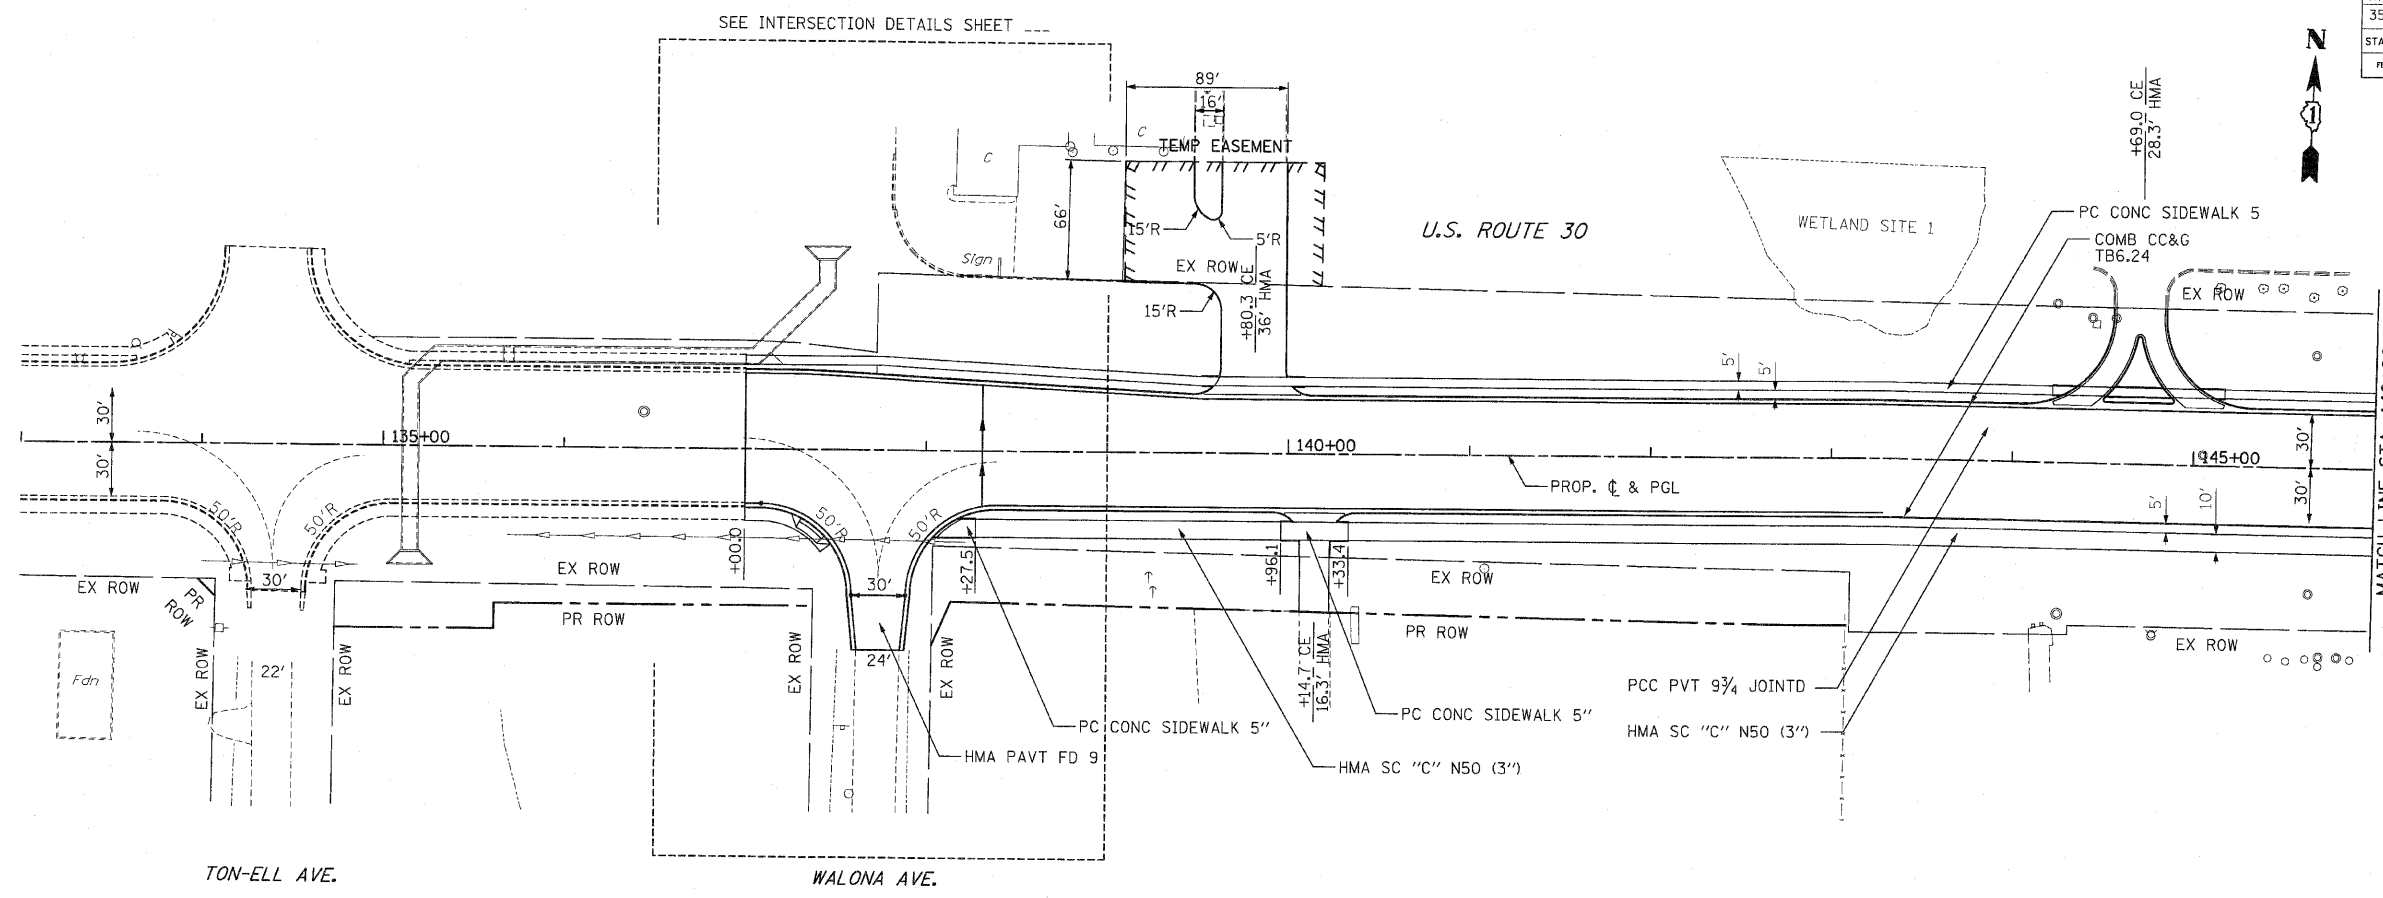 SEE INTERSECTION DETAILS SHEET ___
35
STA
FE
N
1
89'
16'
C
C
TEMP EASEMENT
66'
15'R
5'R
EX ROW
Sign
15'R
+80.3 CE
36' HMA
U.S. ROUTE 30
WETLAND SITE 1
+69.0 CE
28.3' HMA
PC CONC SIDEWALK 5
COMB CC&G
TB6.24
EX ROW
5'
5'
30'
30'
135+00
140+00
145+00
30'
30'
PROP. ℄ & PGL
5'
10'
50'R
50'R
50'R
50'R
+00.0
+27.5
+96.1
+33.4
30'
30'
EX ROW
PR
ROW
EX ROW
EX ROW
PR ROW
PR ROW
EX ROW
EX ROW
EX ROW
EX ROW
EX ROW
22'
24'
Fdn
+14.7 CE
16.3' HMA
PC CONC SIDEWALK 5"
PC CONC SIDEWALK 5"
HMA PAVT FD 9
HMA SC "C" N50 (3")
PCC PVT 9¾ JOINTD
HMA SC "C" N50 (3")
MATCH LINE STA
TON-ELL AVE.
WALONA AVE.